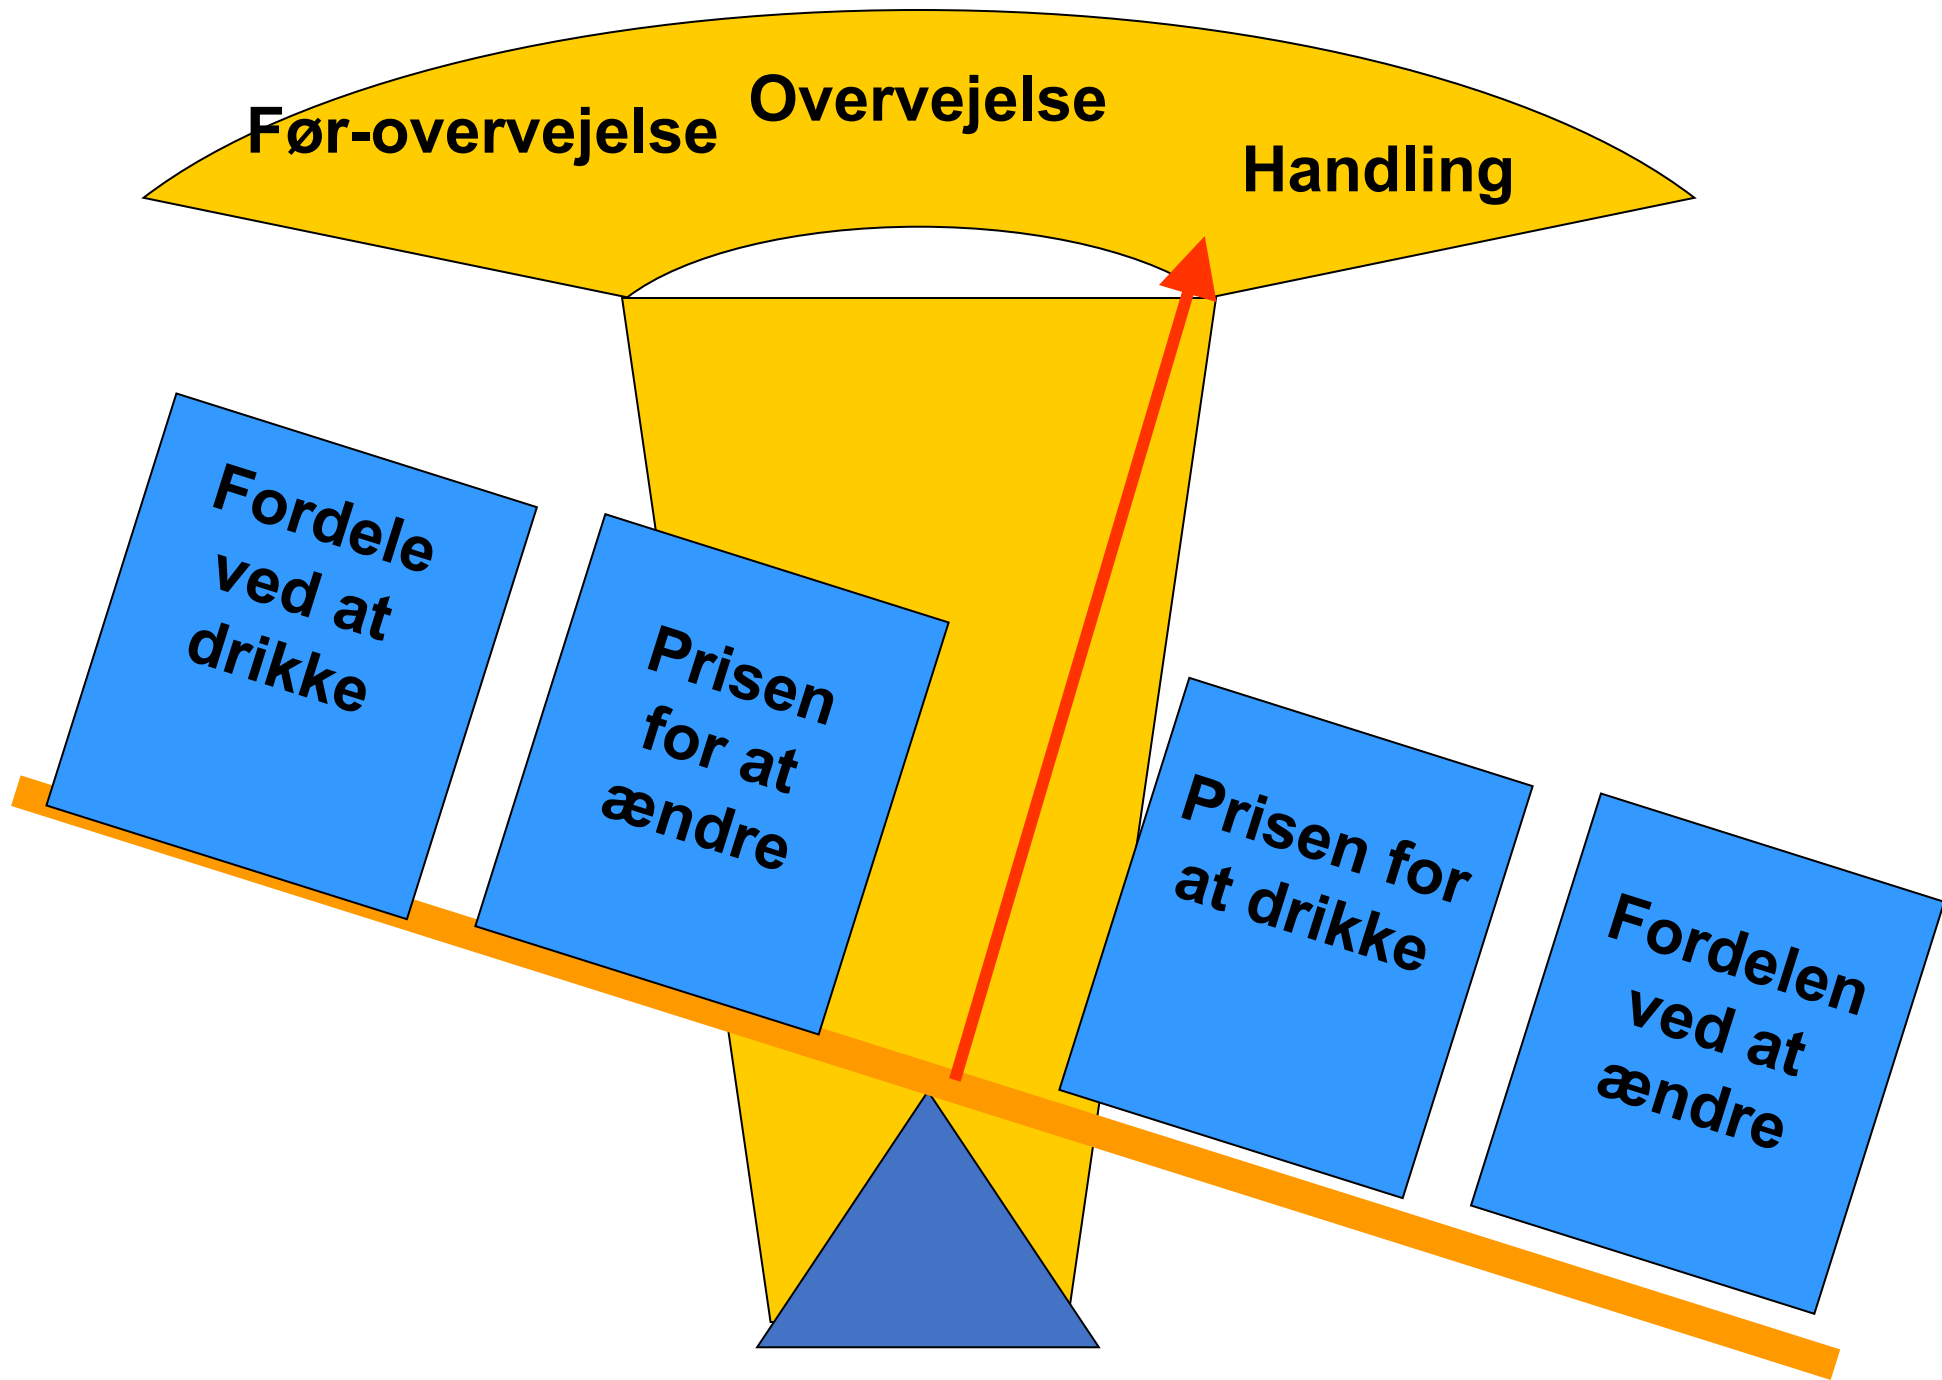 Før-overvejelse
Overvejelse
Handling
Fordele
ved at
drikke
Prisen
for at
ændre
Prisen for
at drikke
Fordelen
ved at
ændre